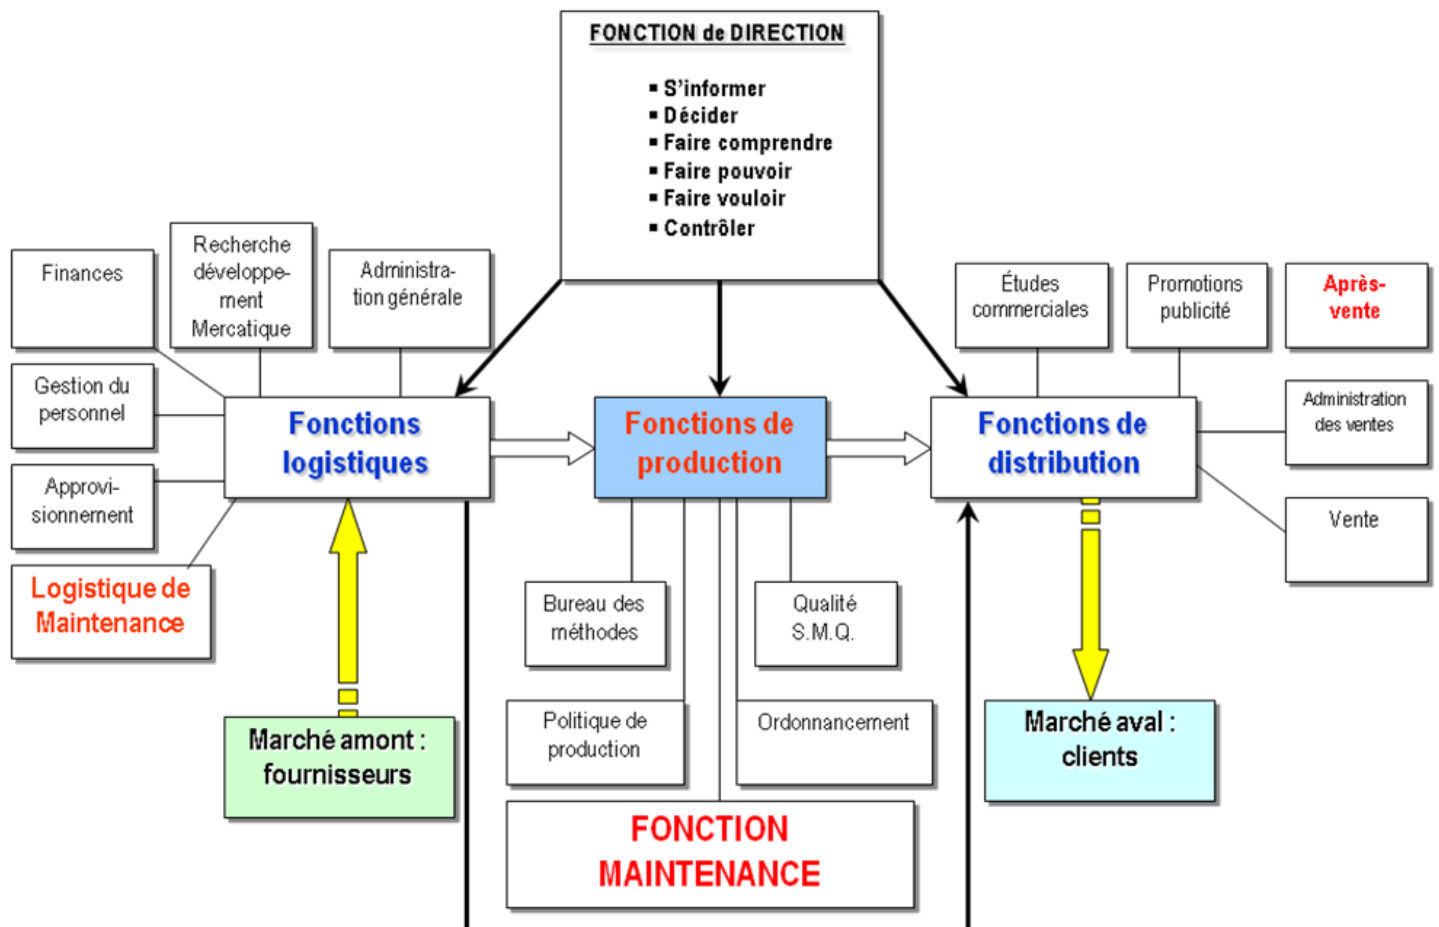 FONCTION de DIRECTION
▪ S'informer
▪ Décider
▪ Faire comprendre
▪ Faire pouvoir
▪ Faire vouloir
▪ Contrôler
Finances
Recherche
développe-
ment
Mercatique
Administra-
tion générale
Études
commerciales
Promotions
publicité
Après-
vente
Gestion du
personnel
Fonctions
logistiques
Fonctions de
production
Fonctions de
distribution
Administration
des ventes
Approvi-
sionnement
Vente
Logistique de
Maintenance
Bureau des
méthodes
Qualité
S.M.Q.
Politique de
production
Ordonnancement
Marché amont :
fournisseurs
Marché aval :
clients
FONCTION
MAINTENANCE